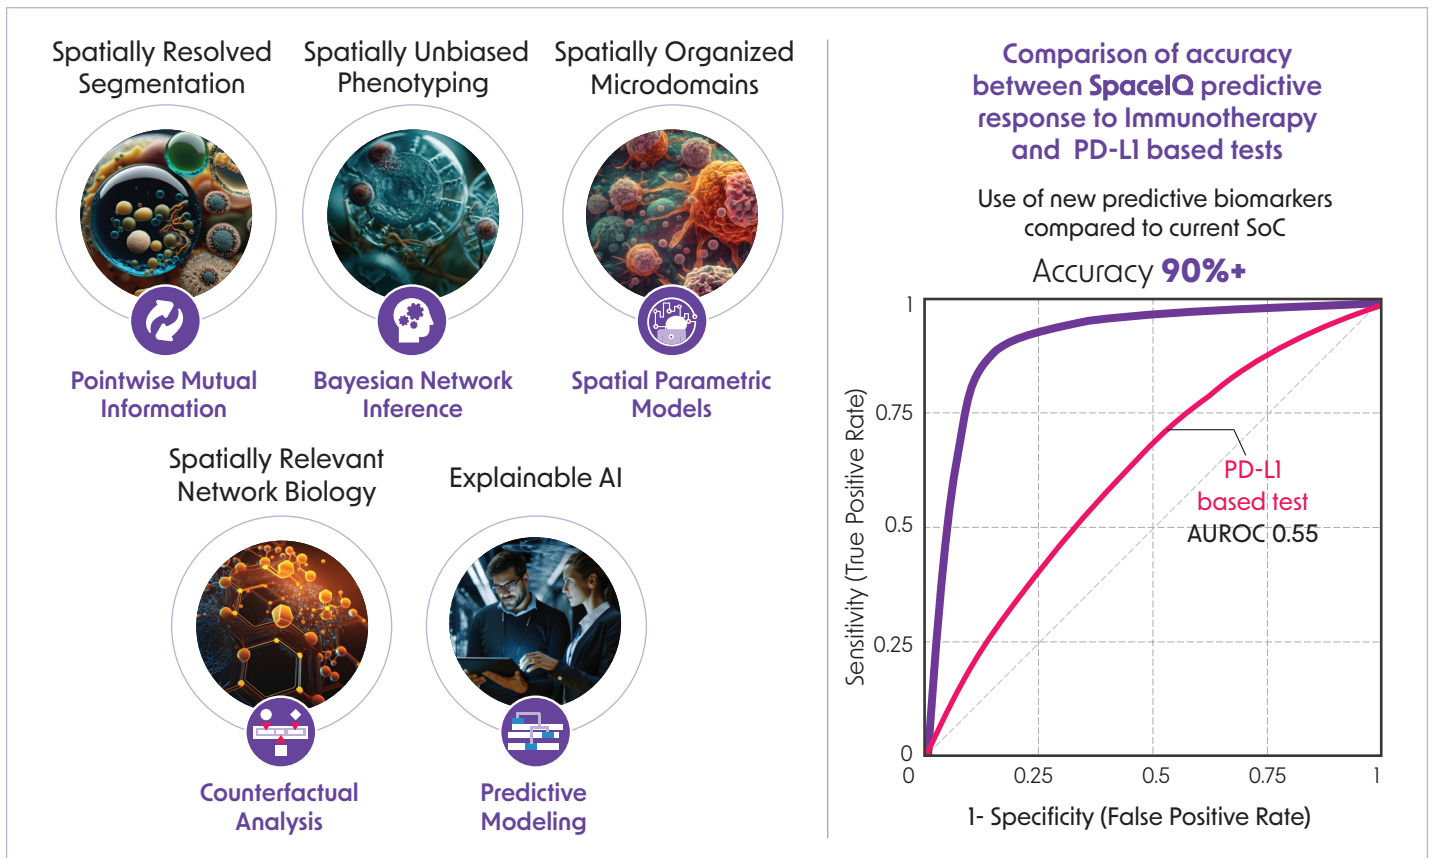 Spatially Resolved
Segmentation
Pointwise Mutual
Information
Spatially Unbiased
Phenotyping
Bayesian Network
Inference
Spatially Organized
Microdomains
Spatial Parametric
Models
Spatially Relevant
Network Biology
Counterfactual
Analysis
Explainable AI
Predictive
Modeling
Comparison of accuracy
between SpaceIQ predictive
response to Immunotherapy
and PD-L1 based tests
Use of new predictive biomarkers
compared to current SoC
Accuracy 90%+
Sensitivity (True Positive Rate)
1
0.75
0.5
0.25
0
PD-L1
based test
AUROC 0.55
0
0.25
0.5
0.75
1
1- Specificity (False Positive Rate)